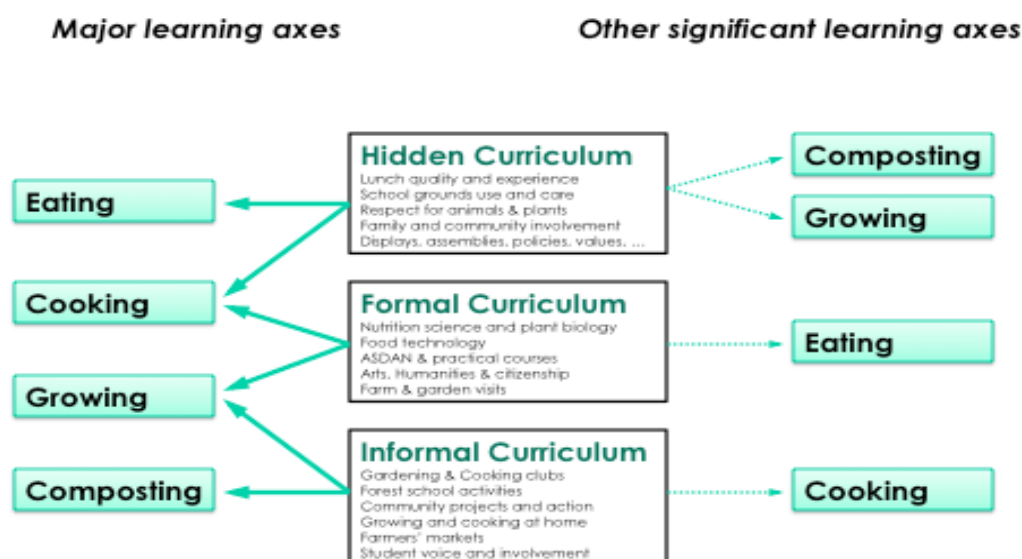 Major learning axes
Other significant learning axes
Eating
Cooking
Growing
Composting
Hidden Curriculum
Lunch quality and experience
School grounds use and care
Respect for animals & plants
Family and community involvement
Displays, assemblies, policies, values, ...
Formal Curriculum
Nutrition science and plant biology
Food technology
ASDAN & practical courses
Arts, Humanities & citizenship
Farm & garden visits
Informal Curriculum
Gardening & Cooking clubs
Forest school activities
Community projects and action
Growing and cooking at home
Farmers' markets
Student voice and involvement
Composting
Growing
Eating
Cooking